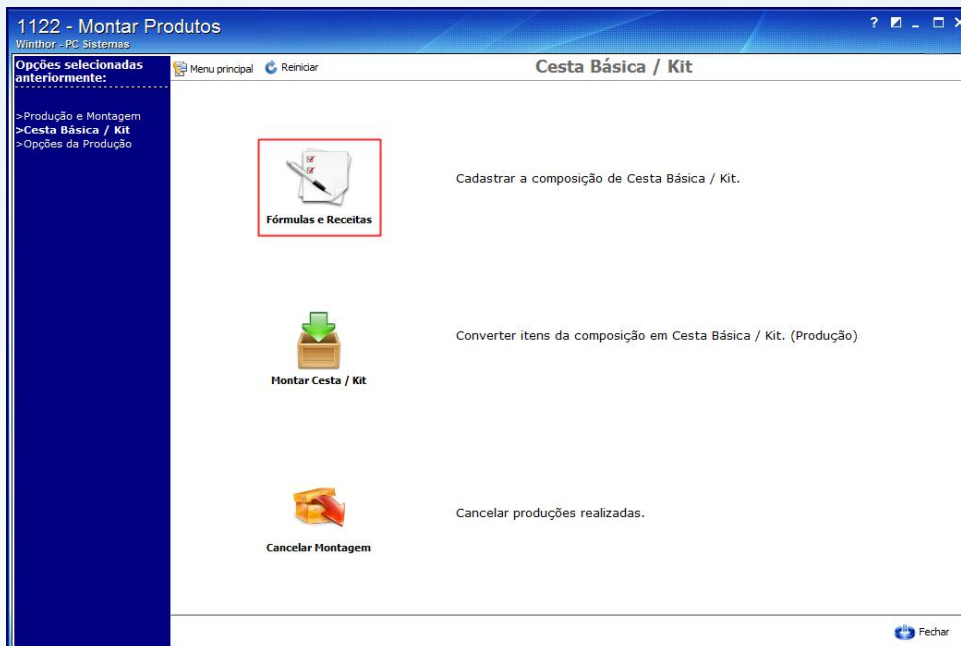 1122 - Montar Produtos
Winthor - PC Sistemas
?
Opções selecionadas
anteriormente:
>Produção e Montagem
>Cesta Básica / Kit
>Opções da Produção
Menu principal
Reiniciar
Cesta Básica / Kit
Fórmulas e Receitas
Cadastrar a composição de Cesta Básica / Kit.
Montar Cesta / Kit
Converter itens da composição em Cesta Básica / Kit. (Produção)
Cancelar Montagem
Cancelar produções realizadas.
Fechar